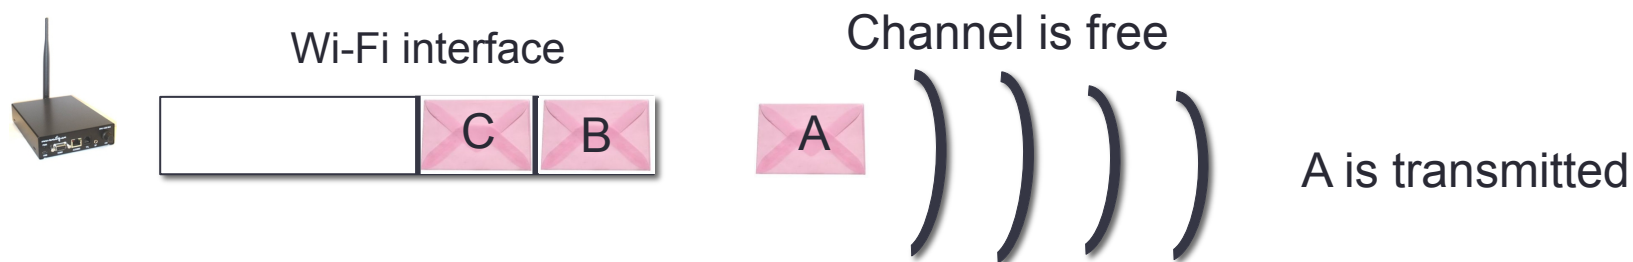 Wi-Fi interface
Channel is free
C
B
A
A is transmitted